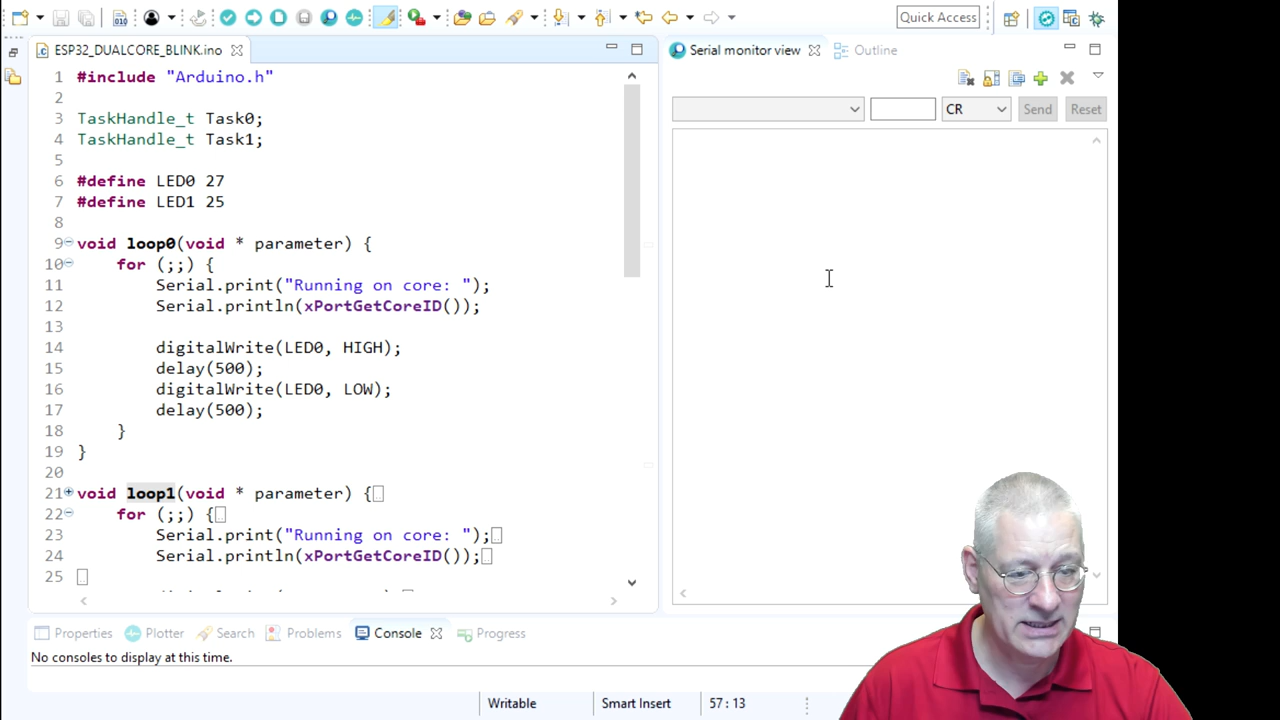 Quick Access
ESP32_DUALCORE_BLINK.ino
1 #include "Arduino.h"
2
3 TaskHandle_t Task0;
4 TaskHandle_t Task1;
5
6 #define LED0 27
7 #define LED1 25
8
9 void loop0(void * parameter) {
10 for (;;) {
11 Serial.print("Running on core: ");
12 Serial.println(xPortGetCoreID());
13
14 digitalWrite(LED0, HIGH);
15 delay(500);
16 digitalWrite(LED0, LOW);
17 delay(500);
18 }
19 }
20
21 void loop1(void * parameter) {
22 for (;;) {
23 Serial.print("Running on core: ");
24 Serial.println(xPortGetCoreID());
25
Serial monitor view Outline
CR Send Reset
Properties Plotter Search Problems Console Progress
No consoles to display at this time.
Writable Smart Insert 57 : 13